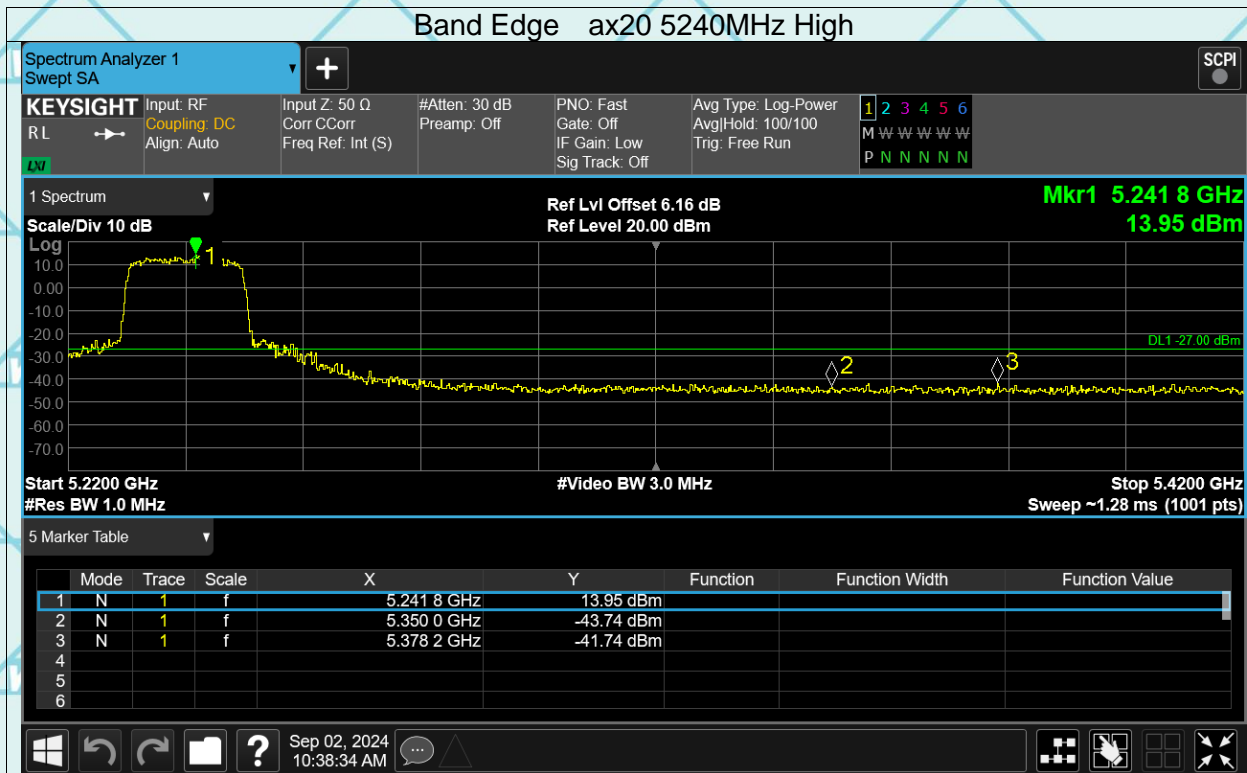 Band Edge ax20 5240MHz High
Spectrum Analyzer 1
Swept SA
+
SCPI
KEYSIGHT
R L
LXI
Input: RF
Coupling: DC
Align: Auto
Input Z: 50 Ω
Corr CCorr
Freq Ref: Int (S)
#Atten: 30 dB
Preamp: Off
PNO: Fast
Gate: Off
IF Gain: Low
Sig Track: Off
Avg Type: Log-Power
Avg|Hold: 100/100
Trig: Free Run
1 2 3 4 5 6
M W W W W W
P N N N N N
1 Spectrum
Scale/Div 10 dB
Ref Lvl Offset 6.16 dB
Ref Level 20.00 dBm
Mkr1 5.241 8 GHz
13.95 dBm
Log
10.0
0.00
-10.0
-20.0
-30.0
-40.0
-50.0
-60.0
-70.0
1
2
3
DL1 -27.00 dBm
Start 5.2200 GHz
#Video BW 3.0 MHz
Stop 5.4200 GHz
#Res BW 1.0 MHz
Sweep ~1.28 ms (1001 pts)
5 Marker Table
Mode Trace Scale X Y Function Function Width Function Value
1 N 1 f 5.241 8 GHz 13.95 dBm
2 N 1 f 5.350 0 GHz -43.74 dBm
3 N 1 f 5.378 2 GHz -41.74 dBm
4
5
6
?
Sep 02, 2024
10:38:34 AM